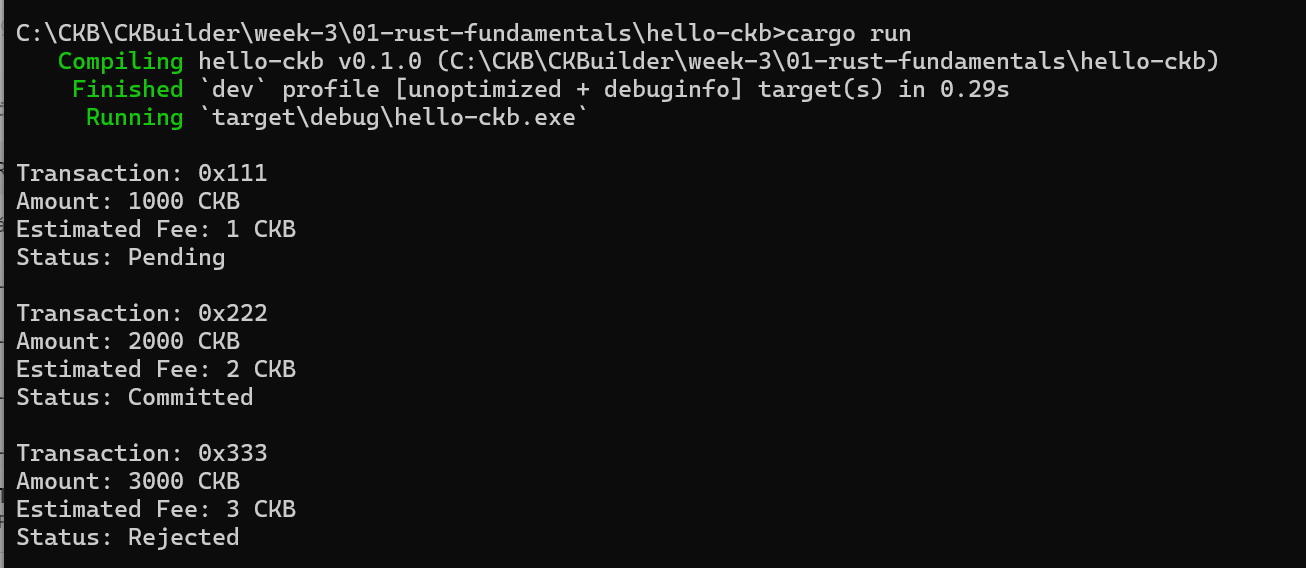 C:\CKB\CKBuilder\week-3\01-rust-fundamentals\hello-ckb>cargo run
Compiling hello-ckb v0.1.0 (C:\CKB\CKBuilder\week-3\01-rust-fundamentals\hello-ckb)
Finished `dev` profile [unoptimized + debuginfo] target(s) in 0.29s
Running `target\debug\hello-ckb.exe`
Transaction: 0x111
Amount: 1000 CKB
Estimated Fee: 1 CKB
Status: Pending
Transaction: 0x222
Amount: 2000 CKB
Estimated Fee: 2 CKB
Status: Committed
Transaction: 0x333
Amount: 3000 CKB
Estimated Fee: 3 CKB
Status: Rejected